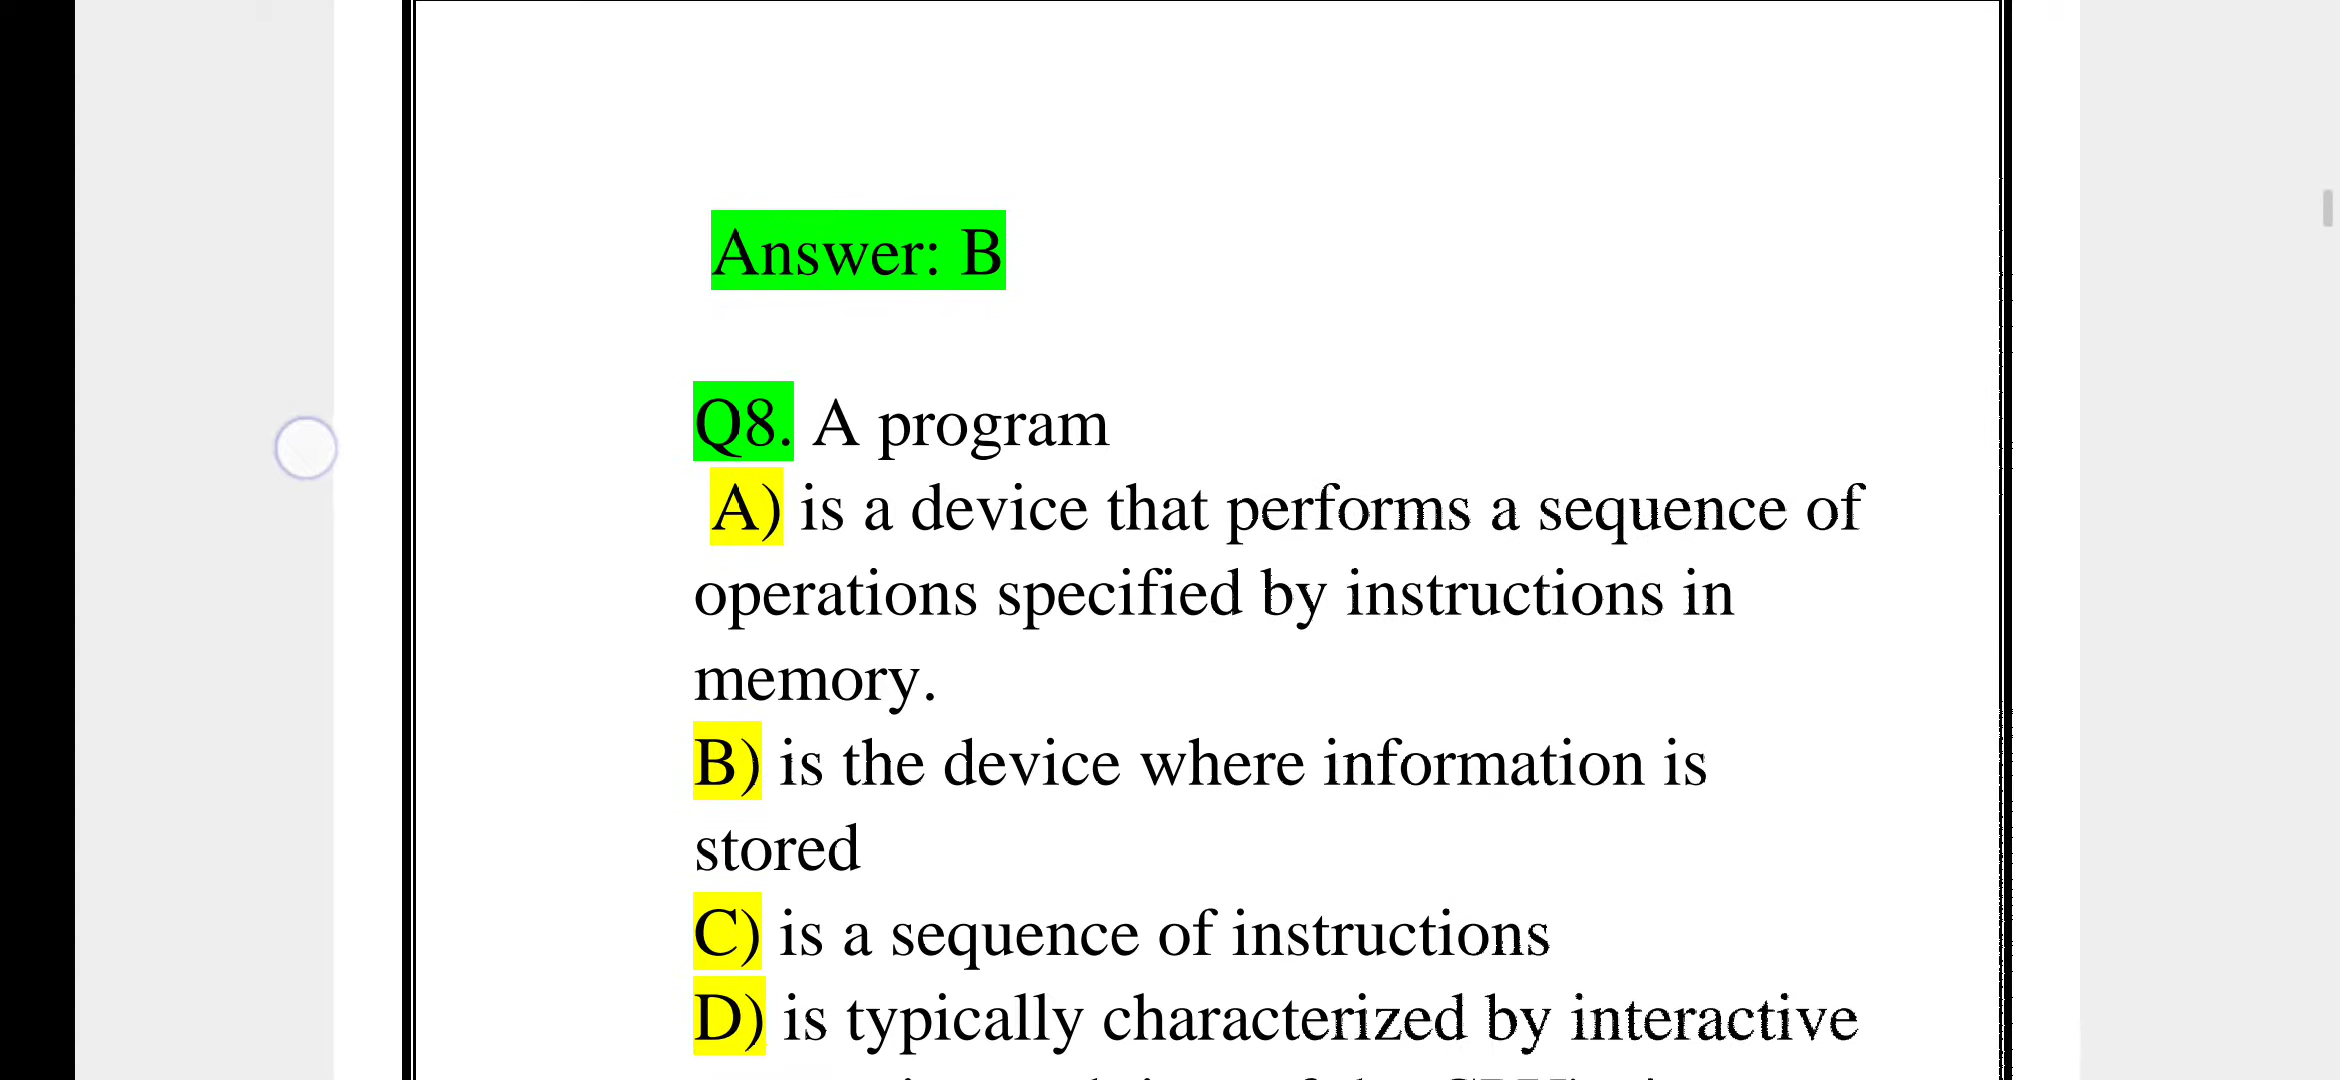 Answer: B
Q8. A program
A) is a device that performs a sequence of
operations specified by instructions in
memory.
B) is the device where information is
stored
C) is a sequence of instructions
D) is typically characterized by interactive